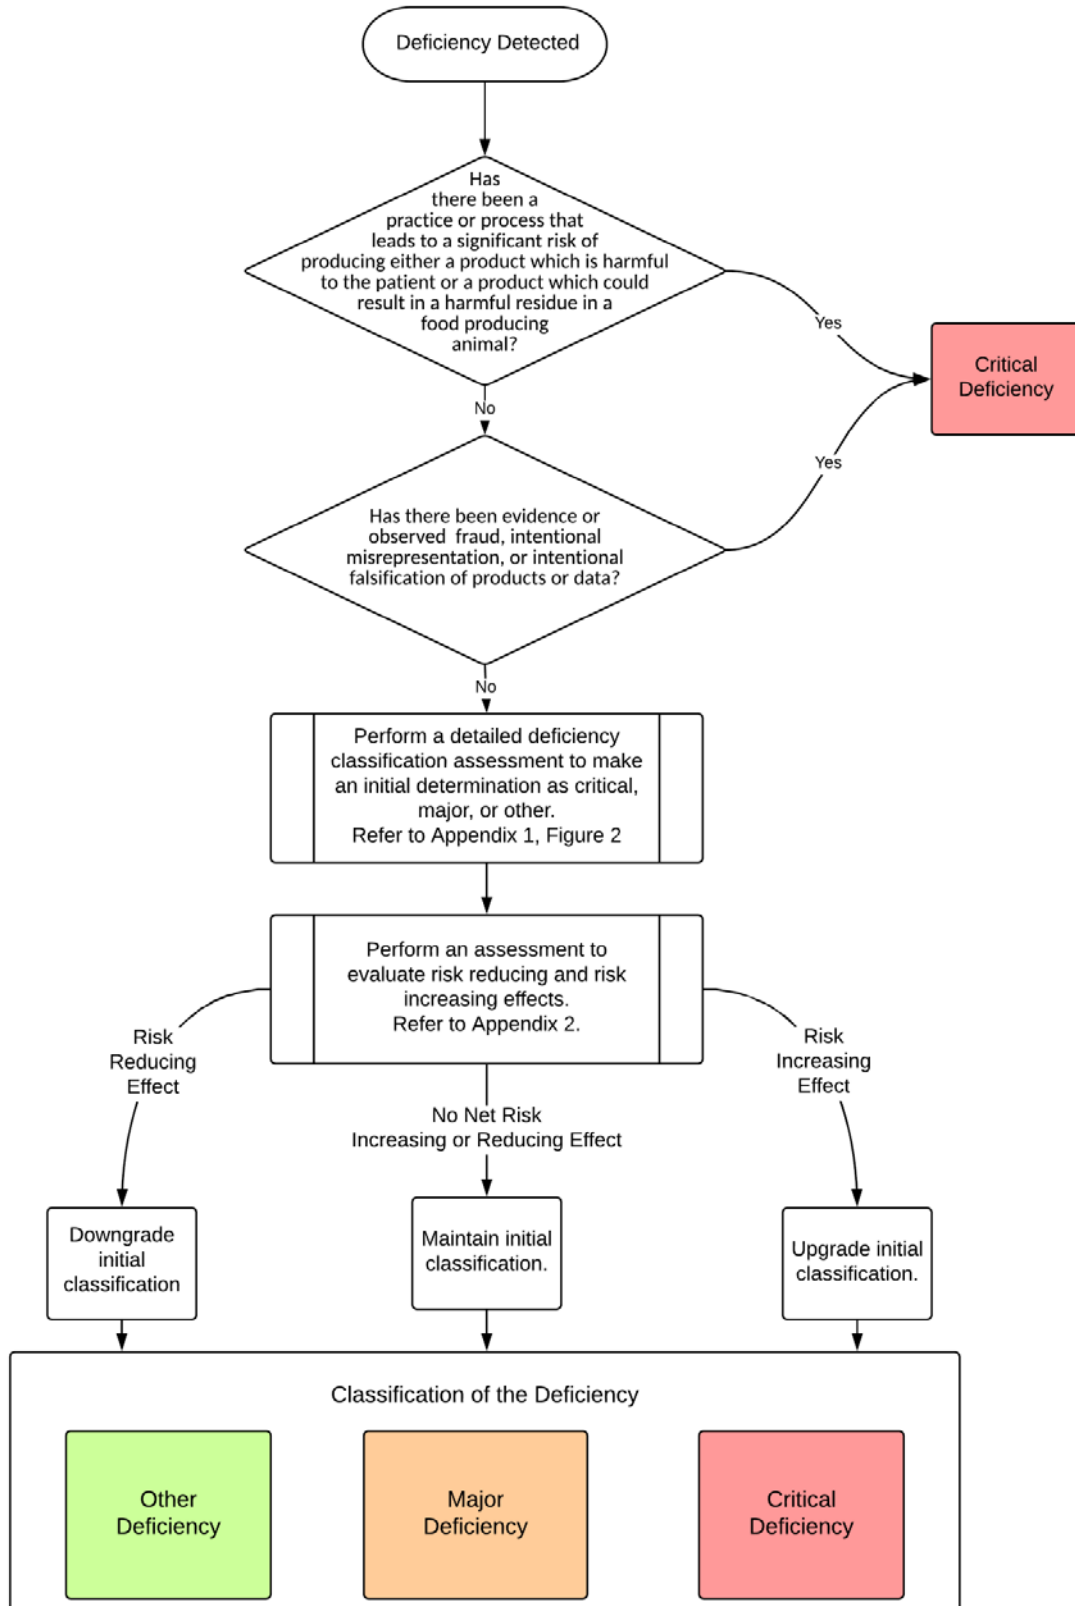 Deficiency Detected
Has
there been a
practice or process that
leads to a significant risk of
producing either a product which is harmful
to the patient or a product which could
result in a harmful residue in a
food producing
animal?
Yes
Critical
Deficiency
No
Yes
Has there been evidence or
observed fraud, intentional
misrepresentation, or intentional
falsification of products or data?
No
Perform a detailed deficiency
classification assessment to make
an initial determination as critical,
major, or other.
Refer to Appendix 1, Figure 2
Perform an assessment to
evaluate risk reducing and risk
increasing effects.
Refer to Appendix 2.
Risk
Reducing
Effect
No Net Risk
Increasing or Reducing Effect
Risk
Increasing
Effect
Downgrade
initial
classification
Maintain initial
classification.
Upgrade initial
classification.
Classification of the Deficiency
Other
Deficiency
Major
Deficiency
Critical
Deficiency